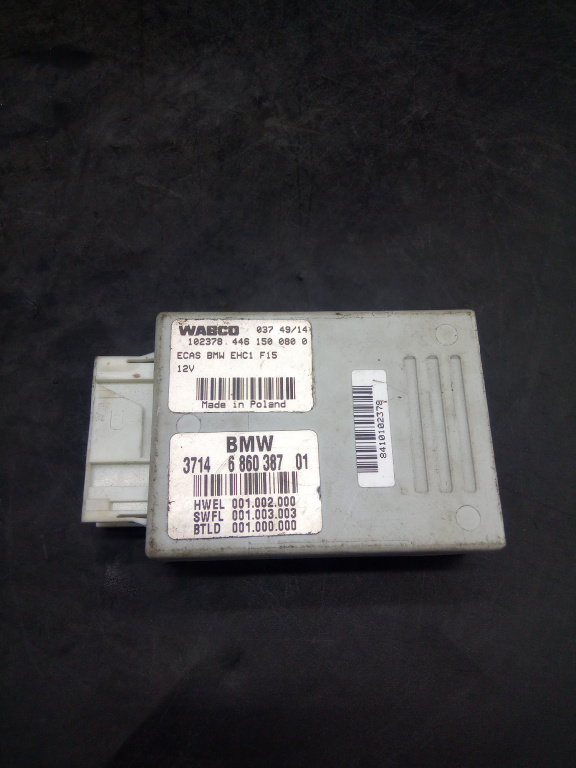 WABCO 037 49/14
102378 446 150 080 0
ECAS BMW EHC1 F15
12V
Made in Poland
BMW
3714 6 860 387 01
HWEL 001.002.000
SWFL 001.003.003
BTLD 001.000.000
8410102378